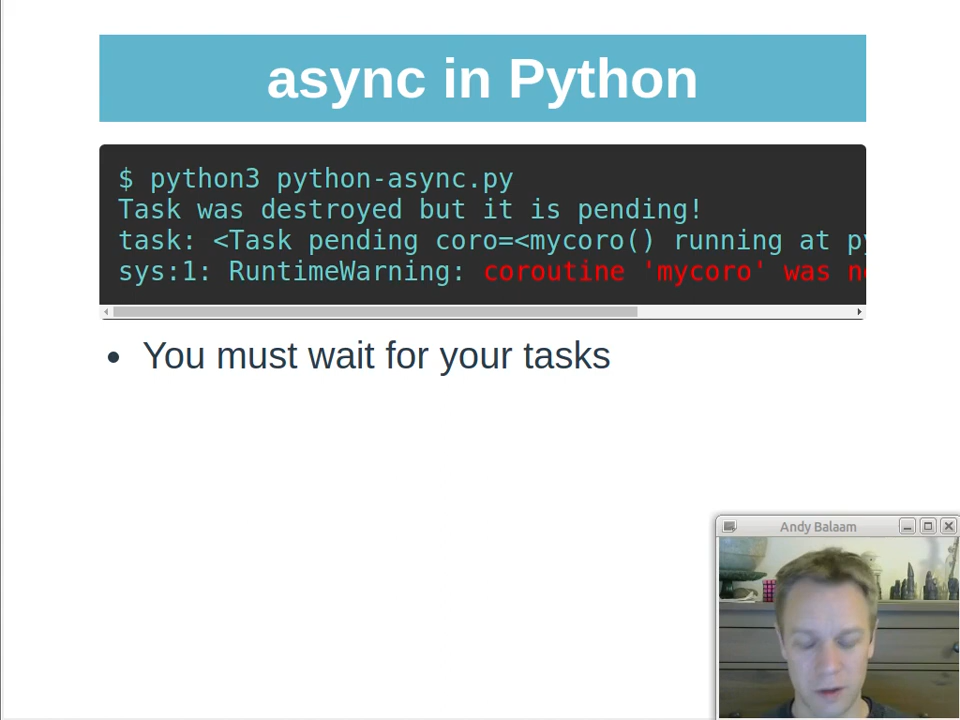 async in Python
$ python3 python-async.py
Task was destroyed but it is pending!
task: <Task pending coro=<mycoro() running at py
sys:1: RuntimeWarning: coroutine 'mycoro' was
• You must wait for your tasks
Andy Balaam